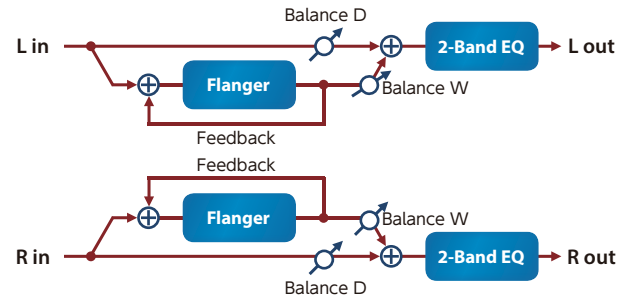 Balance D
L in
2-Band EQ
L out
Flanger
Balance W
Feedback
Feedback
Flanger
Balance W
R in
2-Band EQ
R out
Balance D